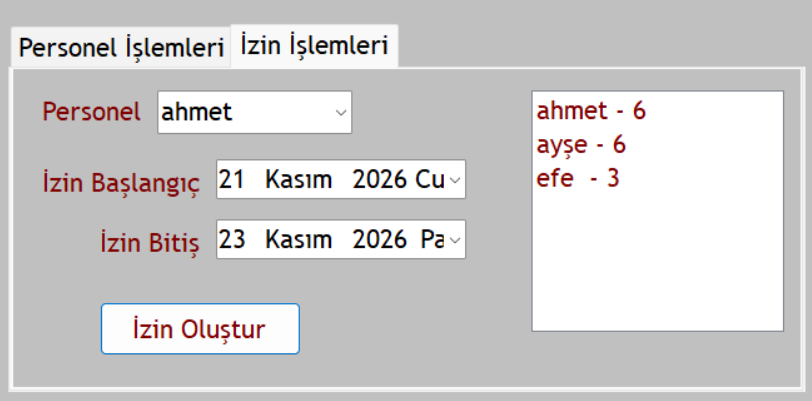 Personel İşlemleri İzin İşlemleri
Personel ahmet
İzin Başlangıç 21 Kasım 2026 Cu
İzin Bitiş 23 Kasım 2026 Pa
İzin Oluştur
ahmet - 6
ayşe - 6
efe - 3